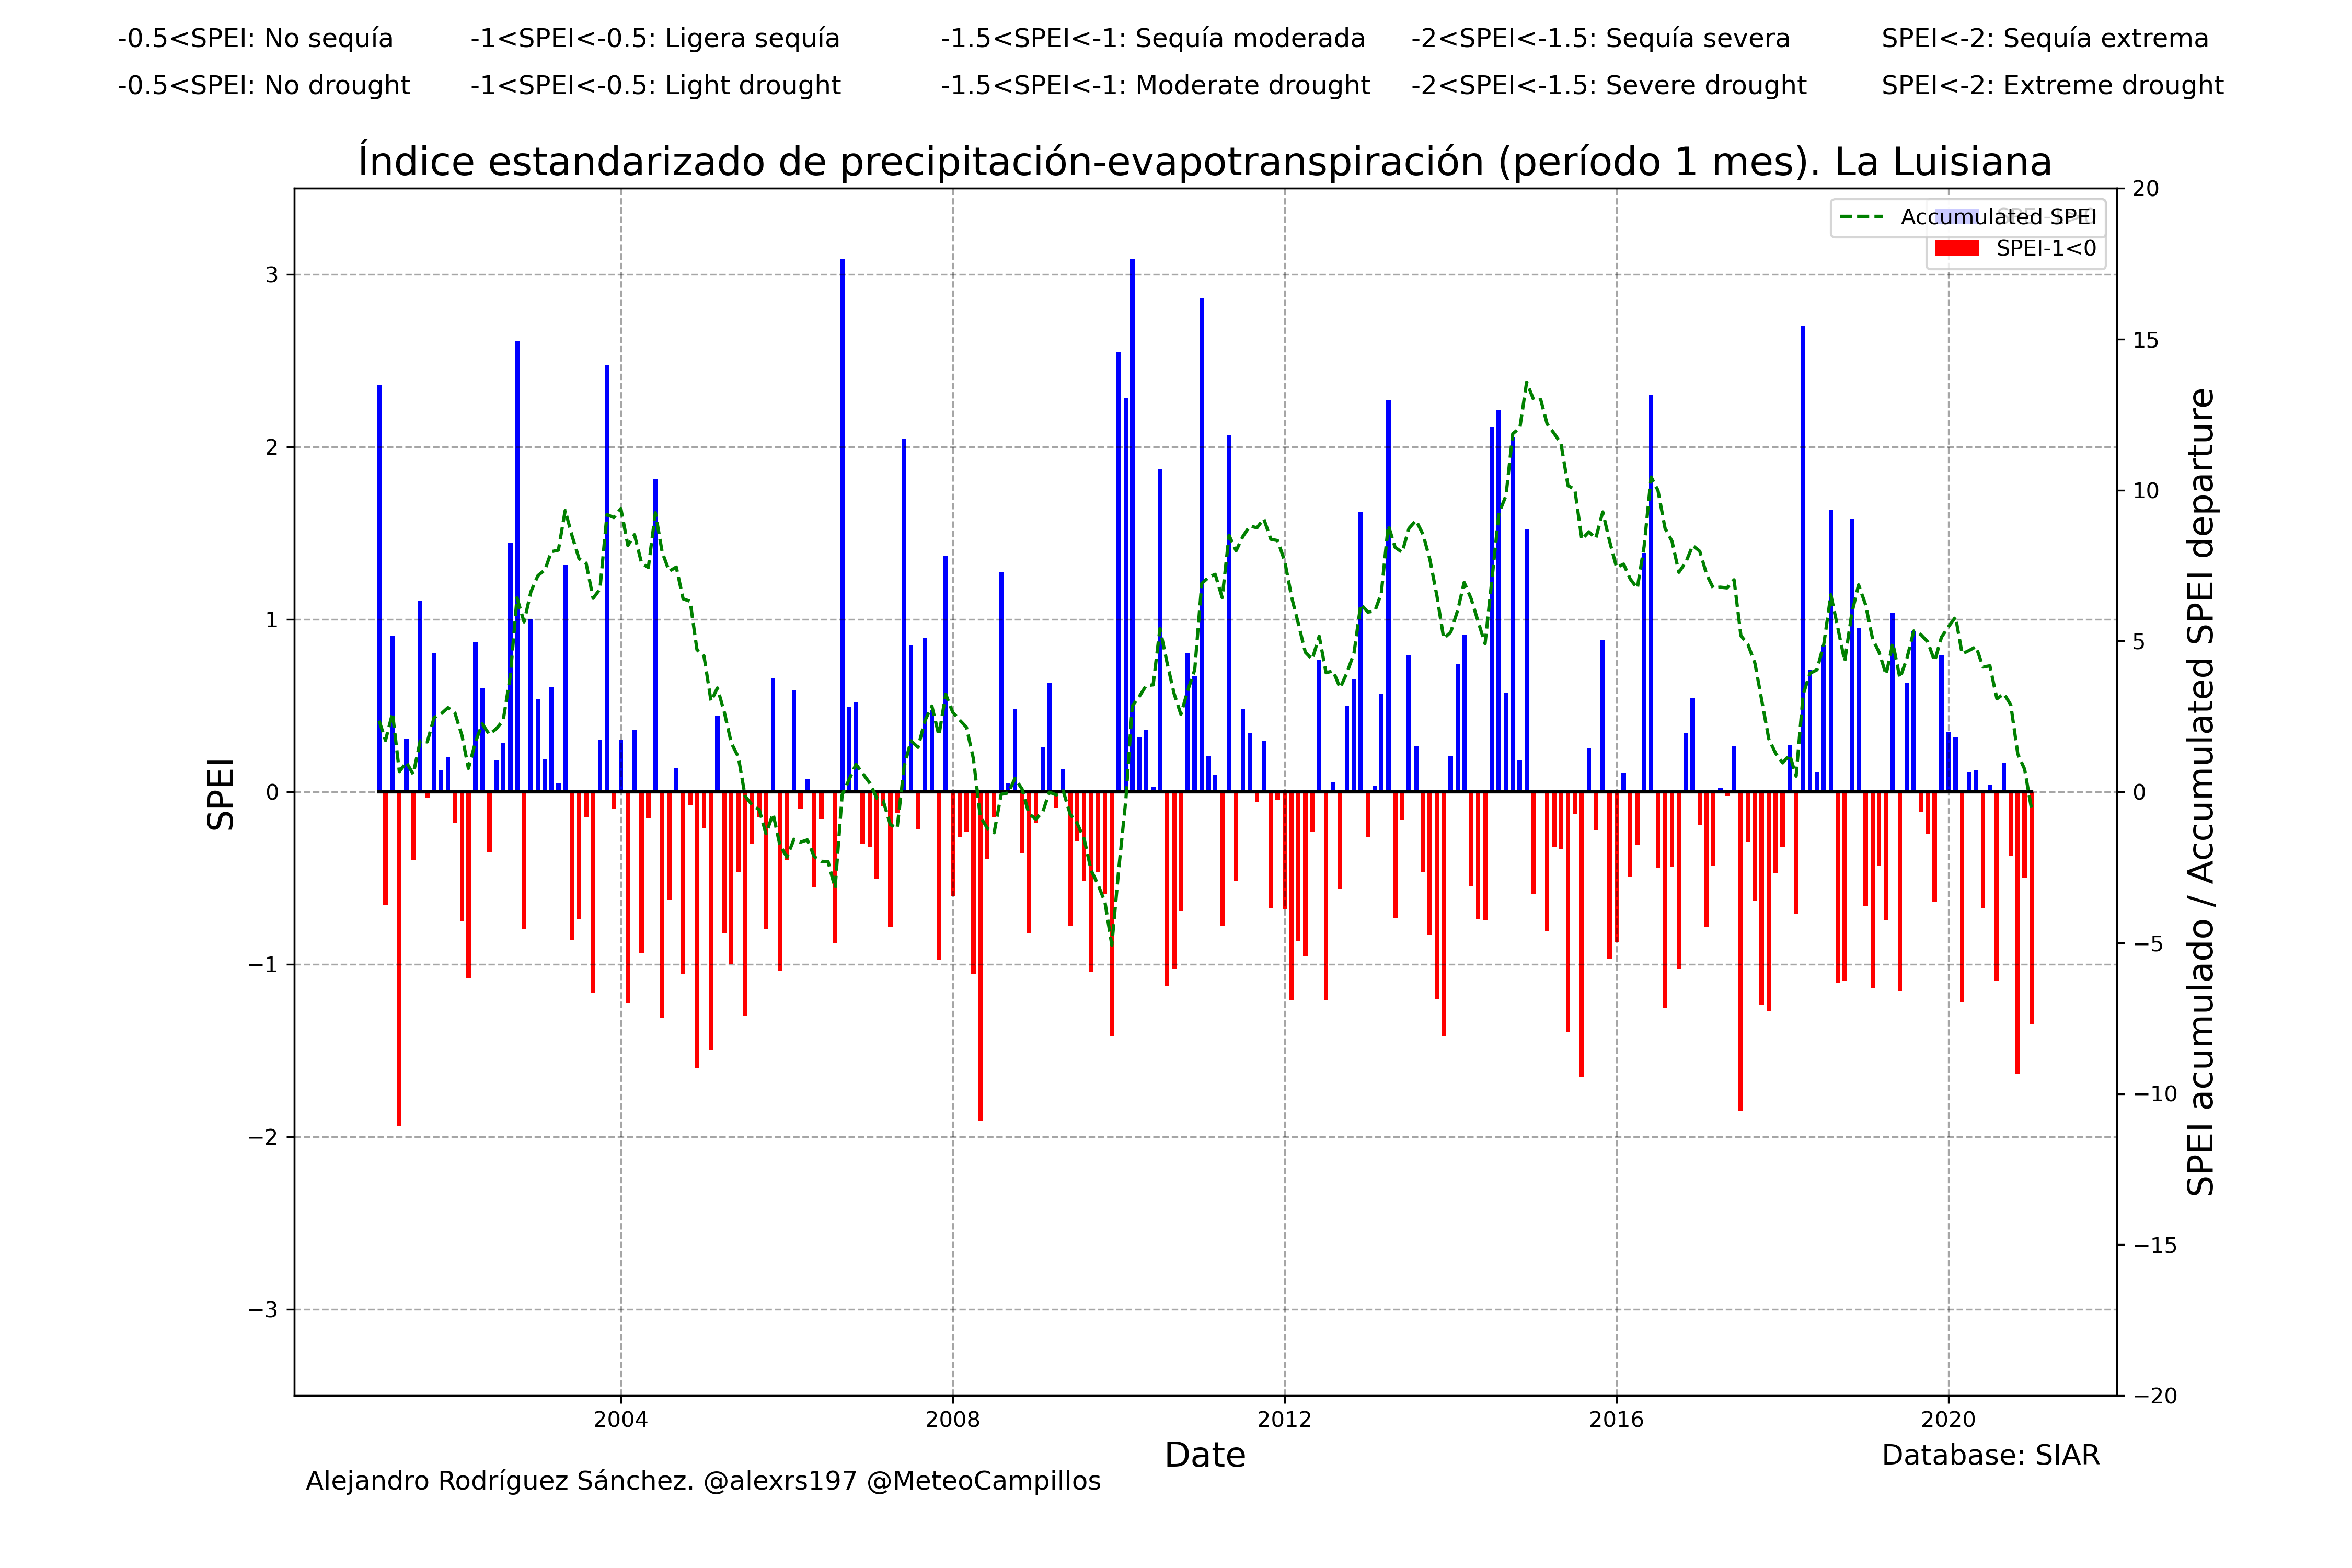 -0.5<SPEI: No sequía -1<SPEI<-0.5: Ligera sequía -1.5<SPEI<-1: Sequía moderada -2<SPEI<-1.5: Sequía severa SPEI<-2: Sequía extrema
-0.5<SPEI: No drought -1<SPEI<-0.5: Light drought -1.5<SPEI<-1: Moderate drought -2<SPEI<-1.5: Severe drought SPEI<-2: Extreme drought
Índice estandarizado de precipitación-evapotranspiración (período 1 mes). La Luisiana
Accumulated SPEI
SPEI-1<0
SPEI
3
2
1
0
−1
−2
−3
20
15
10
5
0
−5
−10
−15
−20
SPEI acumulado / Accumulated SPEI departure
2004 2008 2012 2016 2020
Date
Database: SIAR
Alejandro Rodríguez Sánchez. @alexrs197 @MeteoCampillos